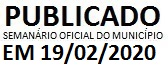 PUBLICADO
SEMANÁRIO OFICIAL DO MUNICÍPIO
EM 19/02/2020